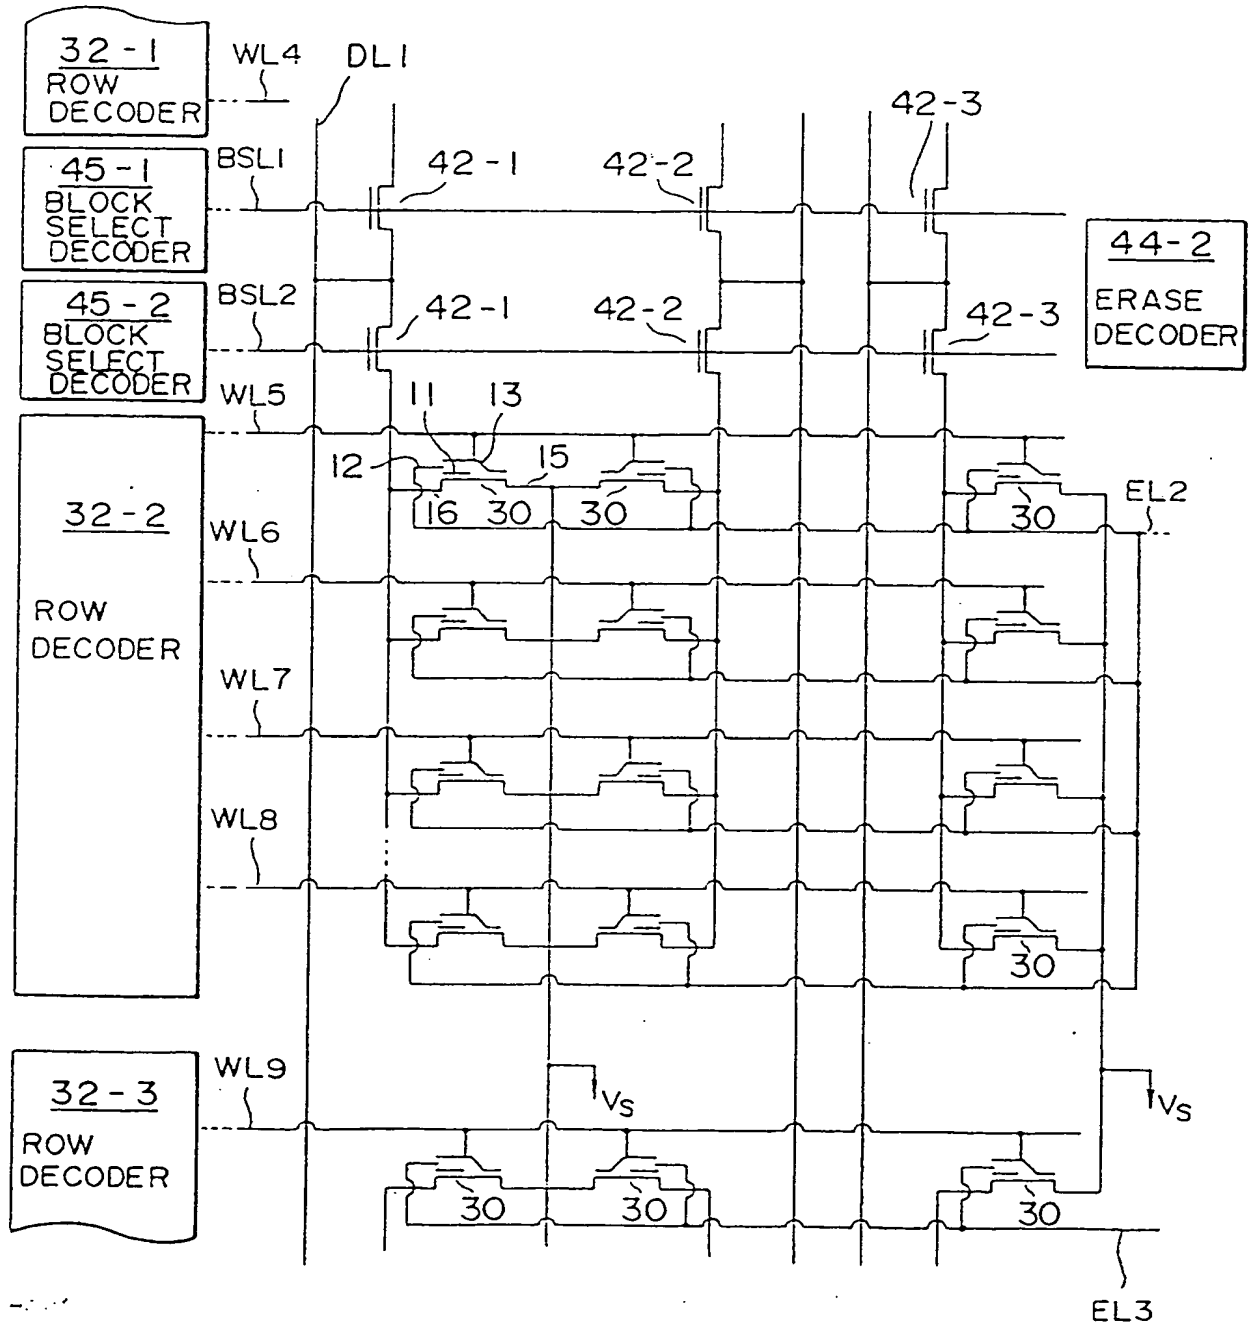 32-1
ROW
DECODER
WL4
DL1
42-3
45-1
BLOCK
SELECT
DECODER
BSL1
42-1
42-2
44-2
ERASE
DECODER
45-2
BLOCK
SELECT
DECODER
BSL2
42-1
42-2
42-3
WL5
11
13
12
15
16
30
30
30
EL2
32-2
ROW
DECODER
WL6
WL7
WL8
30
32-3
ROW
DECODER
WL9
VS
VS
30
30
30
EL3